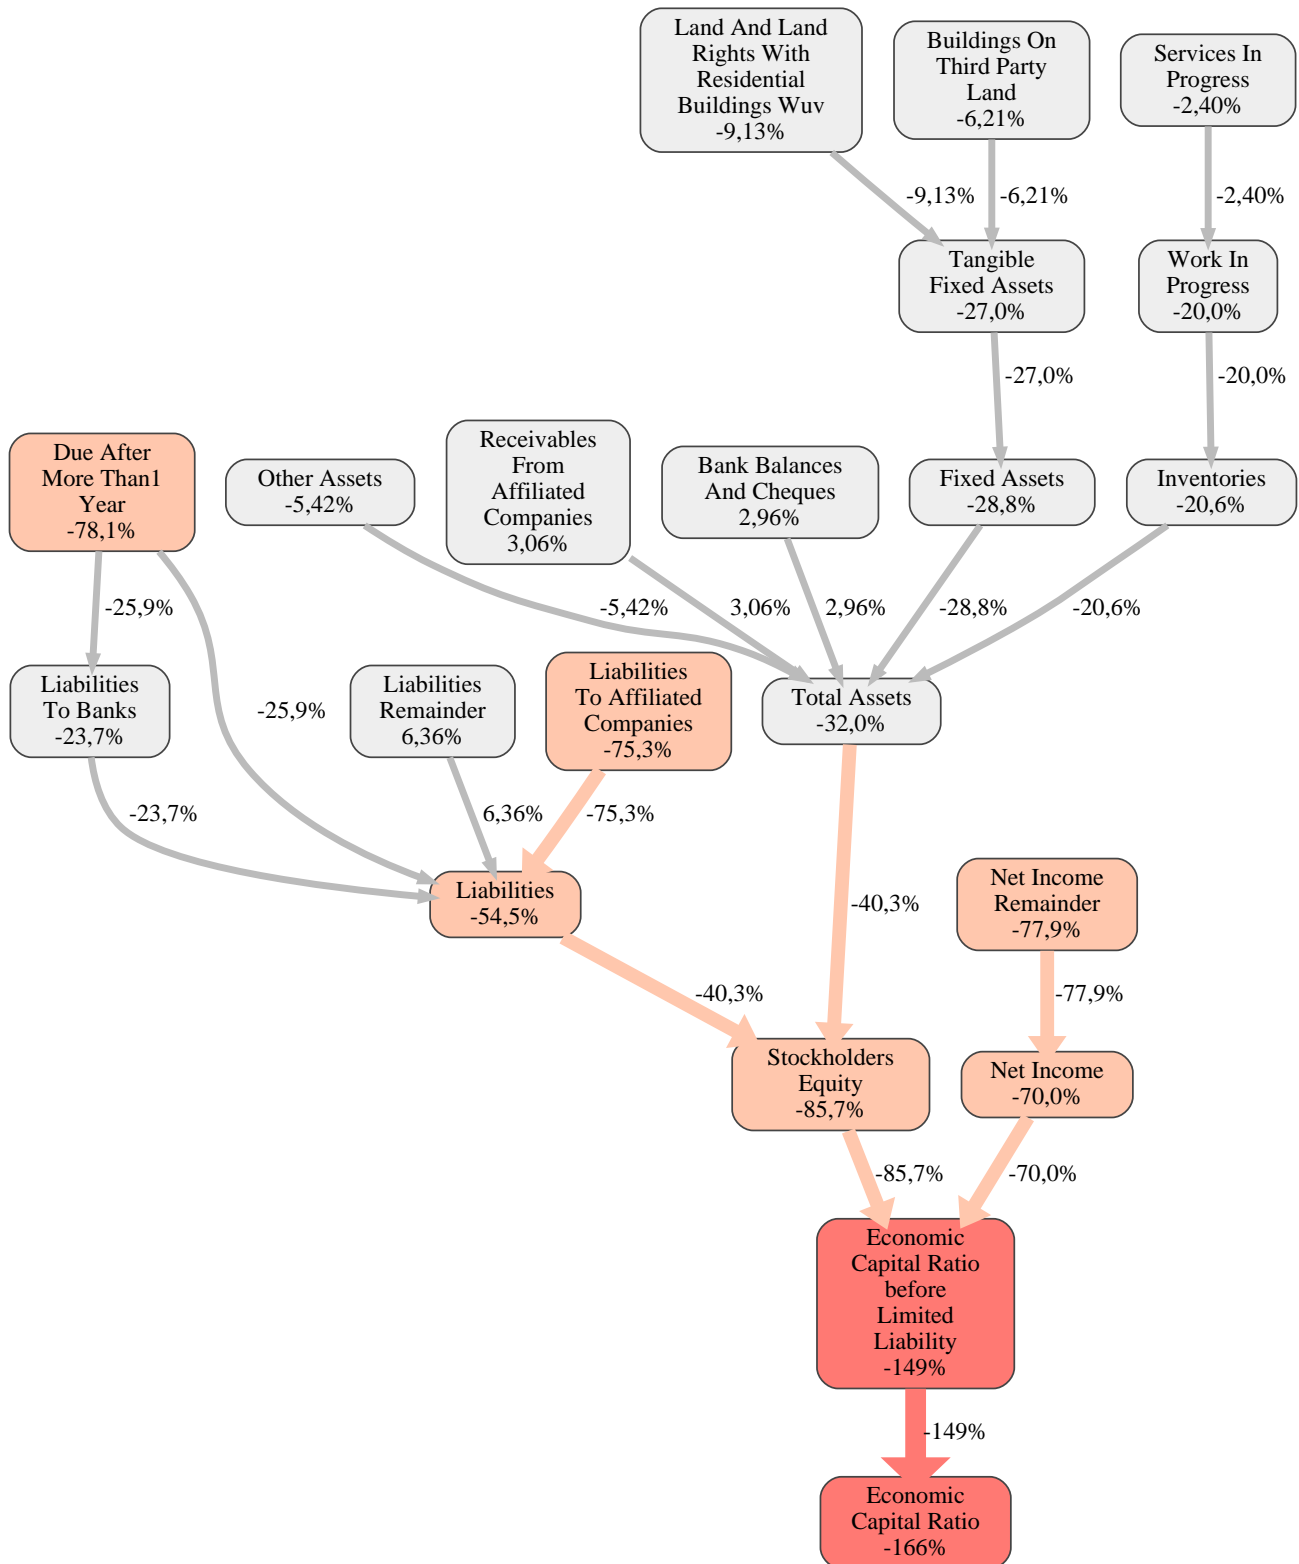 Land And Land
Rights With
Residential
Buildings Wuv
-9,13%
Buildings On
Third Party
Land
-6,21%
Services In
Progress
-2,40%
-9,13%
-6,21%
-2,40%
Tangible
Fixed Assets
-27,0%
Work In
Progress
-20,0%
-27,0%
-20,0%
Due After
More Than1
Year
-78,1%
Other Assets
-5,42%
Receivables
From
Affiliated
Companies
3,06%
Bank Balances
And Cheques
2,96%
Fixed Assets
-28,8%
Inventories
-20,6%
-25,9%
-5,42%
3,06%
2,96%
-28,8%
-20,6%
Liabilities
To Banks
-23,7%
-25,9%
Liabilities
Remainder
6,36%
Liabilities
To Affiliated
Companies
-75,3%
Total Assets
-32,0%
-23,7%
6,36%
-75,3%
Liabilities
-54,5%
-40,3%
Net Income
Remainder
-77,9%
-40,3%
-77,9%
Stockholders
Equity
-85,7%
Net Income
-70,0%
-85,7%
-70,0%
Economic
Capital Ratio
before
Limited
Liability
-149%
-149%
Economic
Capital Ratio
-166%